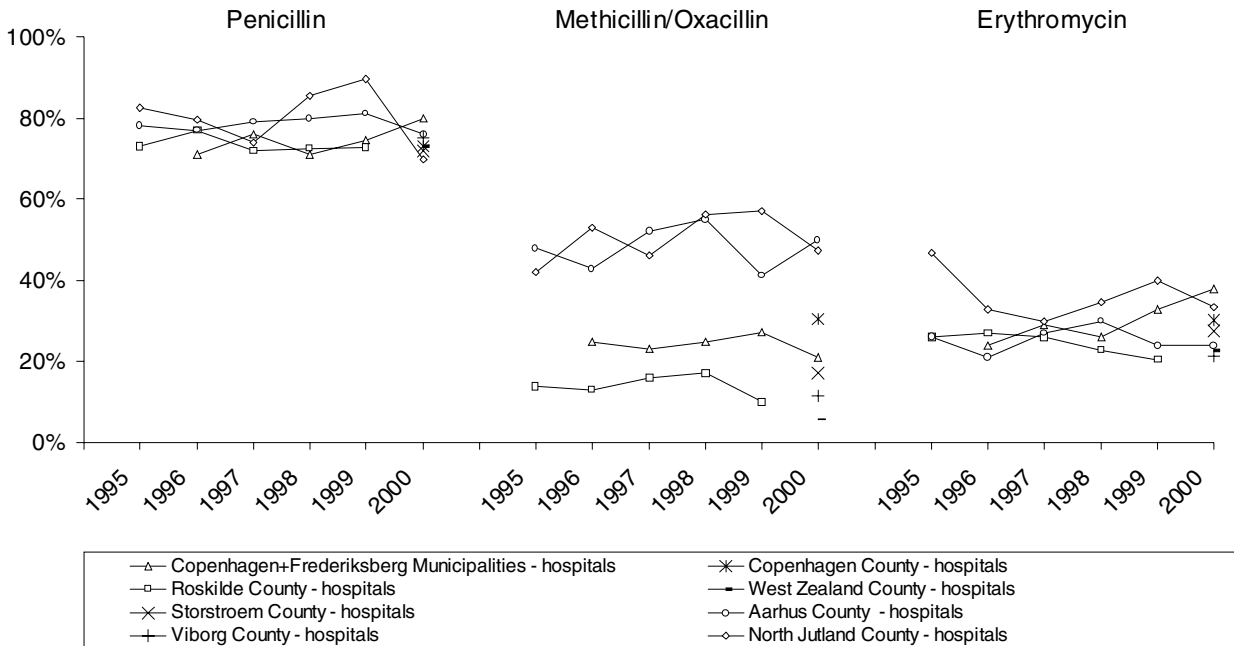 Penicillin Methicillin/Oxacillin Erythromycin
100%
80%
60%
40%
20%
0%
1995 1996 1997 1998 1999 2000 1995 1996 1997 1998 1999 2000 1995 1996 1997 1998 1999 2000
Copenhagen+Frederiksberg Municipalities - hospitals Copenhagen County - hospitals
Roskilde County - hospitals West Zealand County - hospitals
Storstroem County - hospitals Aarhus County - hospitals
Viborg County - hospitals North Jutland County - hospitals